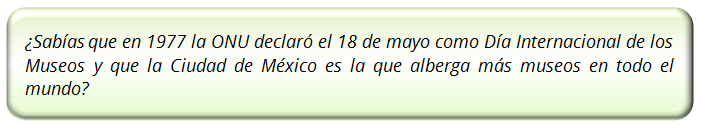 ¿Sabías que en 1977 la ONU declaró el 18 de mayo como Día Internacional de los
Museos y que la Ciudad de México es la que alberga más museos en todo el
mundo?